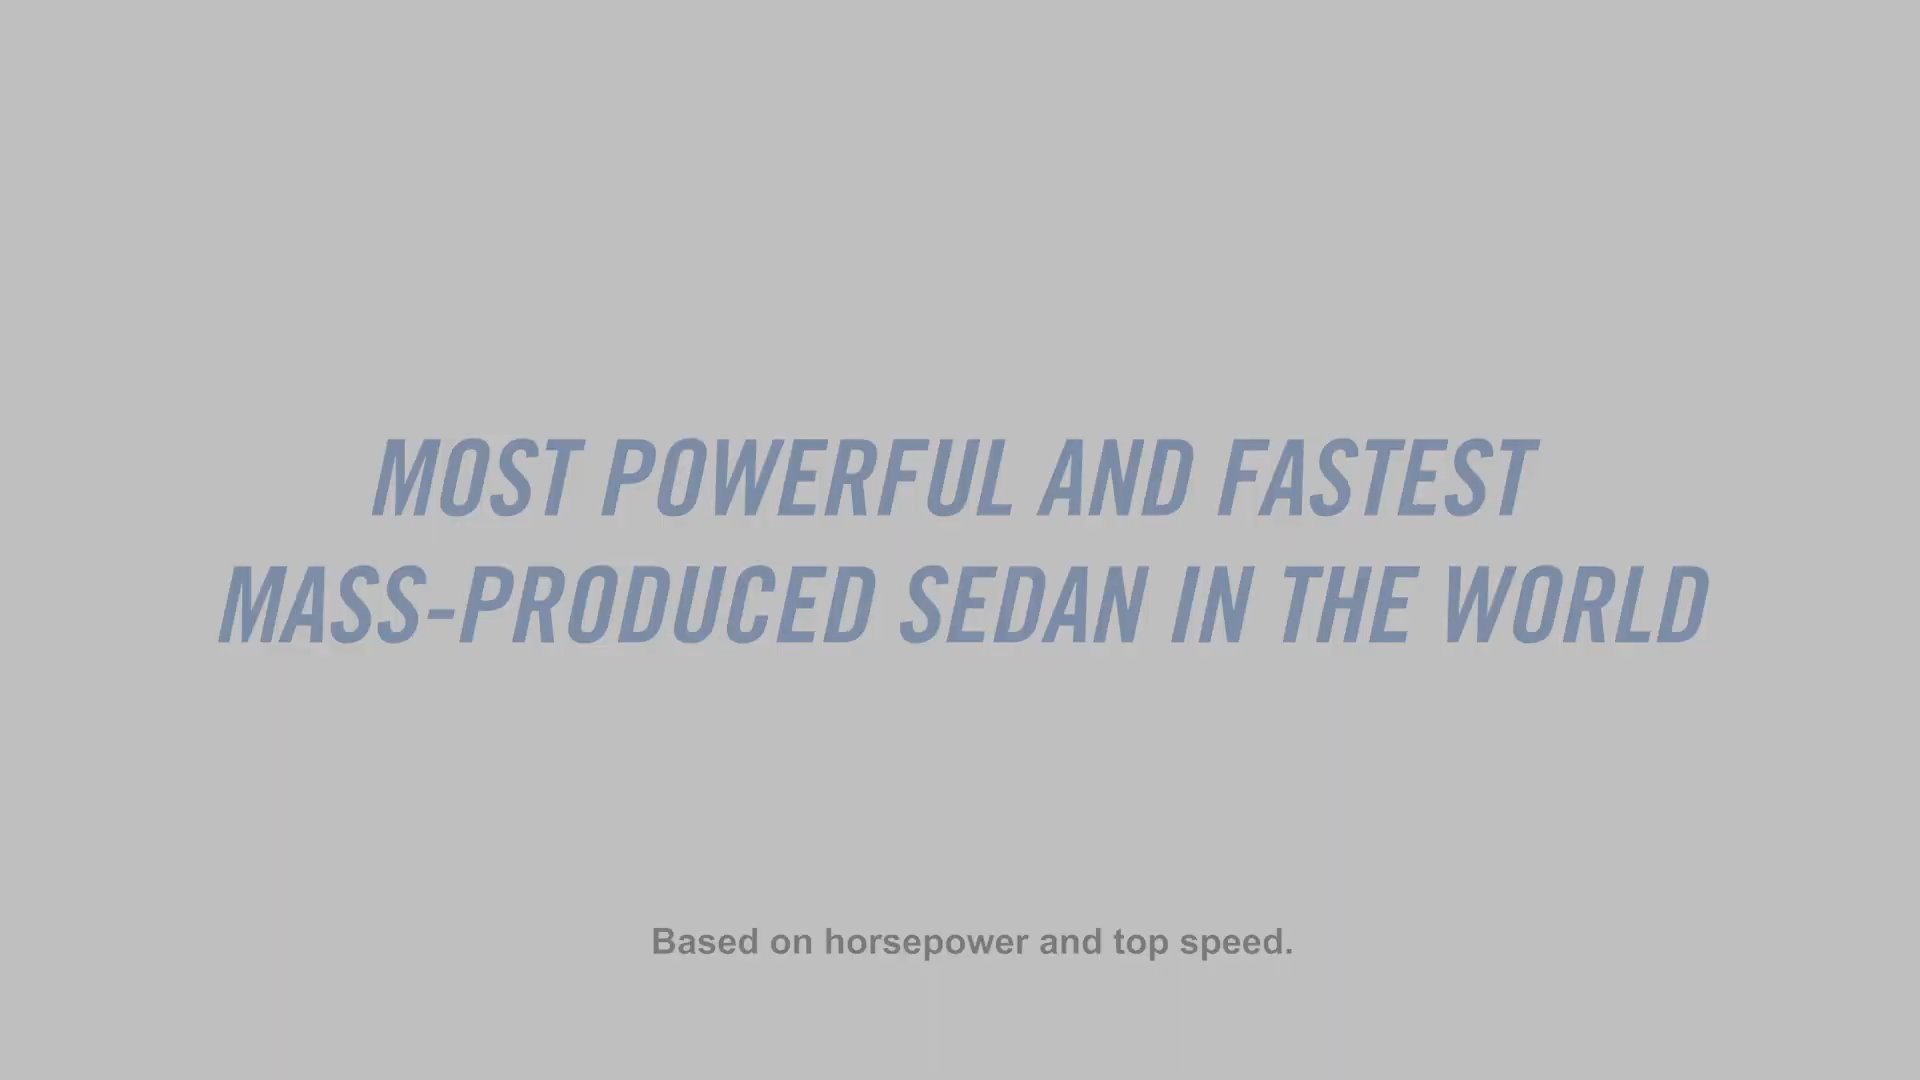 MOST POWERFUL AND FASTEST
MASS-PRODUCED SEDAN IN THE WORLD
Based on horsepower and top speed.